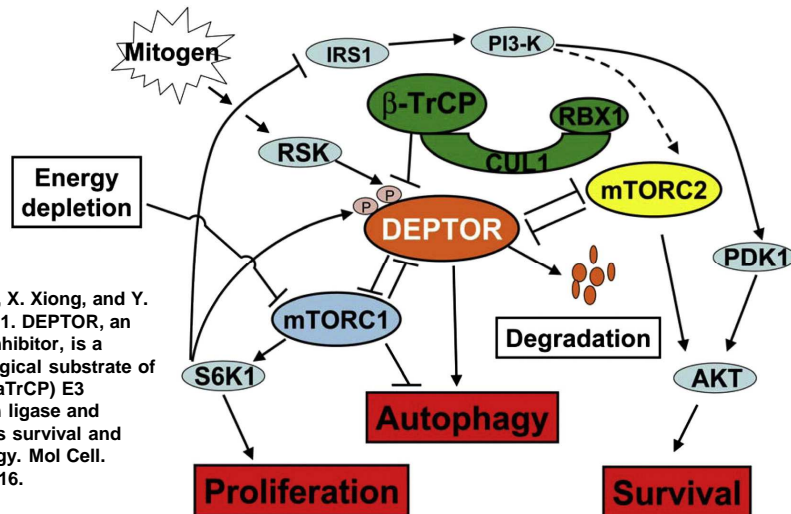 Mitogen
IRS1
PI3-K
β-TrCP
RBX1
CUL1
RSK
Energy
depletion
P
P
mTORC2
DEPTOR
PDK1
, X. Xiong, and Y.
1. DEPTOR, an
nhibitor, is a
gical substrate of
aTrCP) E3
n ligase and
s survival and
gy. Mol Cell.
16.
mTORC1
Degradation
S6K1
AKT
Autophagy
Proliferation
Survival